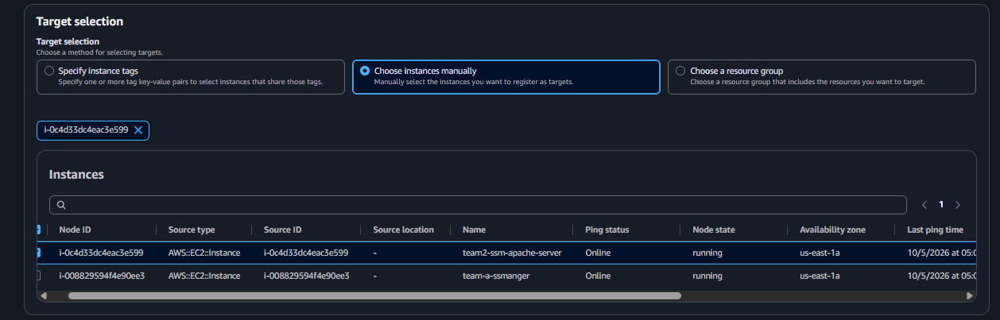 Target selection
Target selection
Choose a method for selecting targets.
Specify instance tags
Specify one or more tag key-value pairs to select instances that share those tags.
Choose instances manually
Manually select the instances you want to register as targets.
Choose a resource group
Choose a resource group that includes the resources you want to target.
i-0c4d33dc4eac3e599
Instances
1
Node ID Source type Source ID Source location Name Ping status Node state Availability zone Last ping time
i-0c4d33dc4eac3e599 AWS::EC2::Instance i-0c4d33dc4eac3e599 - team2-ssm-apache-server Online running us-east-1a 10/5/2026 at 05:0
i-008829594f4e90ee3 AWS::EC2::Instance i-008829594f4e90ee3 - team-a-ssmanger Online running us-east-1a 10/5/2026 at 05:0